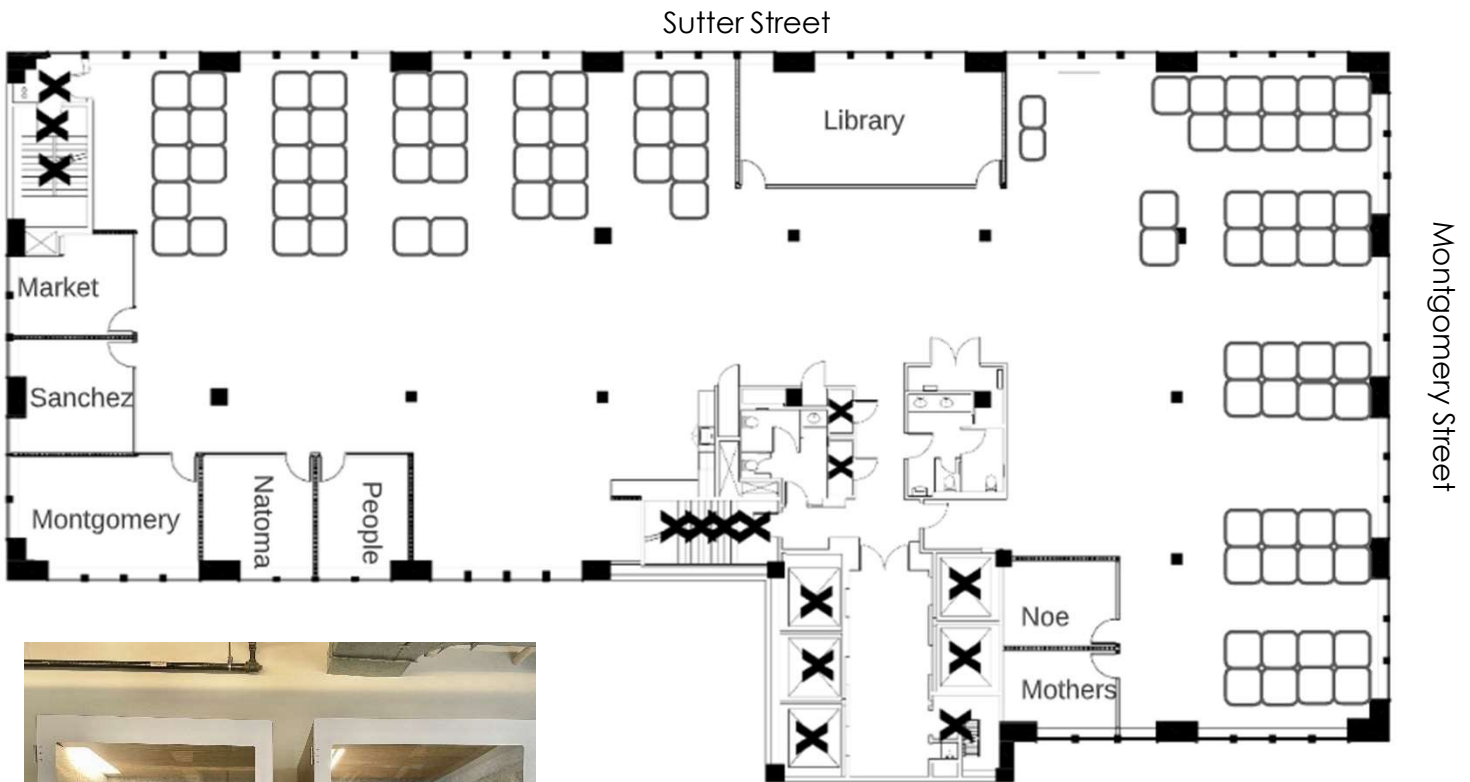 Sutter Street
Library
Market
Montgomery Street
Sanchez
Montgomery
Natoma
People
Noe
Mothers